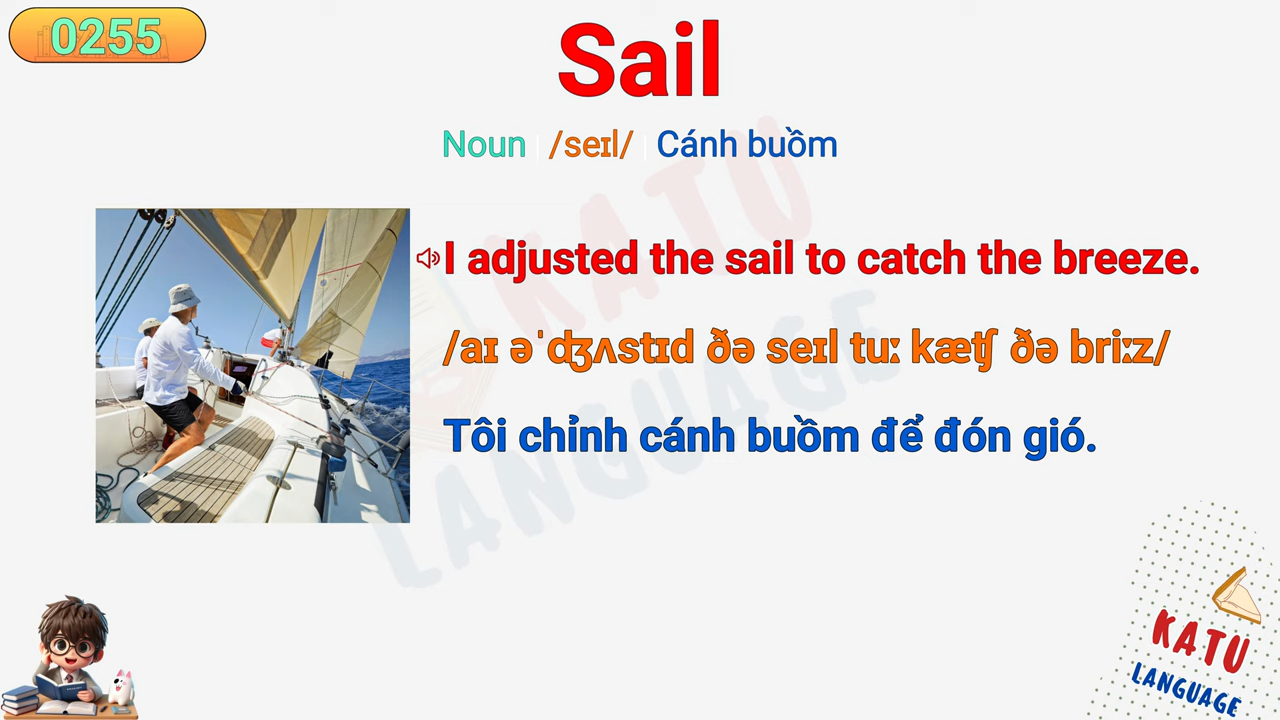 0255
Sail
Noun | /seɪl/ | Cánh buồm
I adjusted the sail to catch the breeze.
/aɪ əˈʤʌstɪd ðə seɪl tuː kæʧ ðə briːz/
Tôi chỉnh cánh buồm để đón gió.
KATU
LANGUAGE
KATU
LANGUAGE